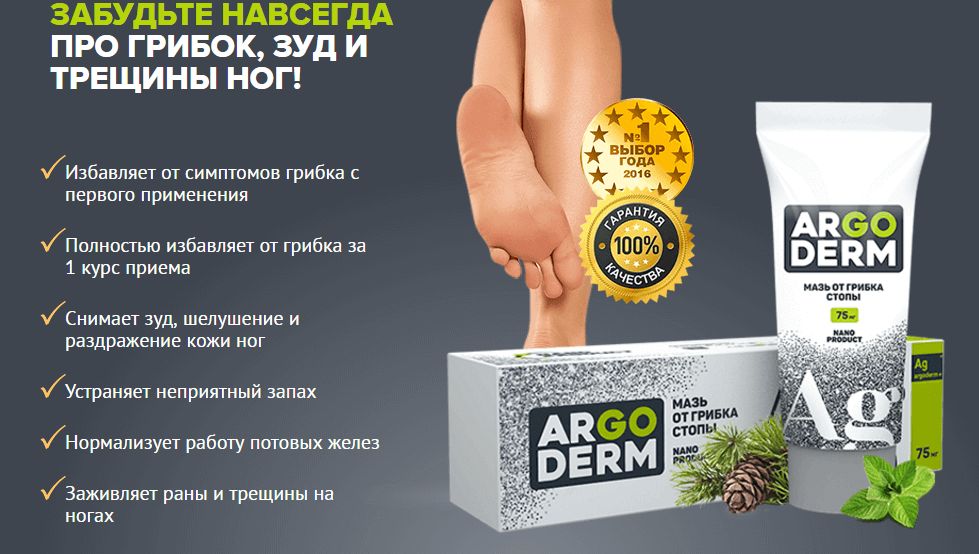 ЗАБУДЬТЕ НАВСЕГДА
ПРО ГРИБОК, ЗУД И
ТРЕЩИНЫ НОГ!
Избавляет от симптомов грибка с
первого применения
Полностью избавляет от грибка за
1 курс приема
Снимает зуд, шелушение и
раздражение кожи ног
Устраняет неприятный запах
Нормализует работу потовых желез
Заживляет раны и трещины на
ногах
№1
ВЫБОР
ГОДА
2016
ГАРАНТИЯ
100%
КАЧЕСТВА
ARGO
DERM
МАЗЬ ОТ ГРИБКА
СТОПЫ
75 мг
NANO
PRODUCT
Ag
ARGO
DERM
МАЗЬ
ОТ ГРИБКА
СТОПЫ
NANO
PRODUCT
Ag
argoderm+
75 мг